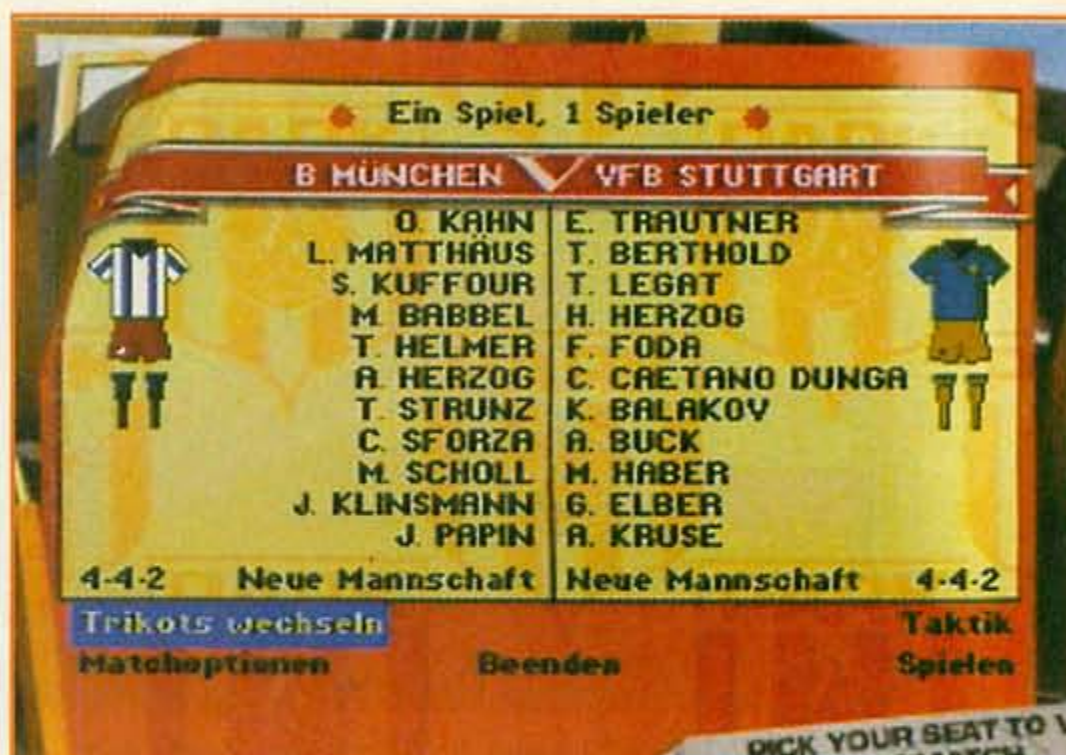 Ein Spiel, 1 Spieler
B MÜNCHEN V VFB STUTTGART
O. KAHN E. TRAUTNER
L. MATTHÄUS T. BERTHOLD
S. KUFFOUR T. LEGAT
M. BABBEL H. HERZOG
T. HELMER F. FODA
A. HERZOG C. CAETANO DUNGA
T. STRUNZ K. BALAKOV
C. SFORZA A. BUCK
M. SCHOLL M. HABER
J. KLINSMANN G. ELBER
J. PAPIN A. KRUSE
4-4-2 Neue Mannschaft Neue Mannschaft 4-4-2
Trikots wechseln Taktik
Matchoptionen Beenden Spielen
PICK YOUR SEAT TO